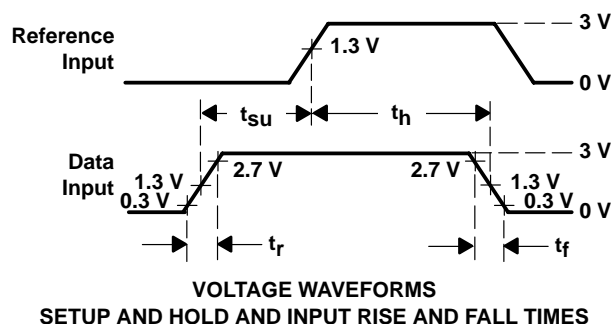 Reference
Input
3 V
1.3 V
0 V
tsu
th
Data
Input
3 V
2.7 V
2.7 V
1.3 V
1.3 V
0.3 V
0.3 V
0 V
tr
tf
VOLTAGE WAVEFORMS
SETUP AND HOLD AND INPUT RISE AND FALL TIMES